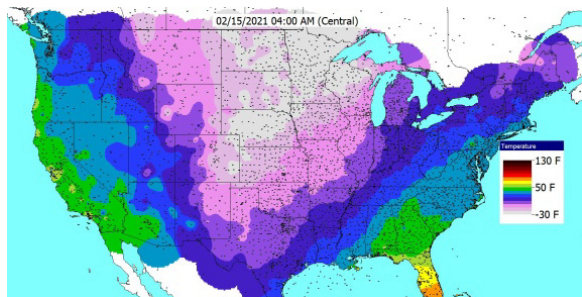 02/15/2021 04:00 AM (Central)
Temperature
130 F
50 F
-30 F